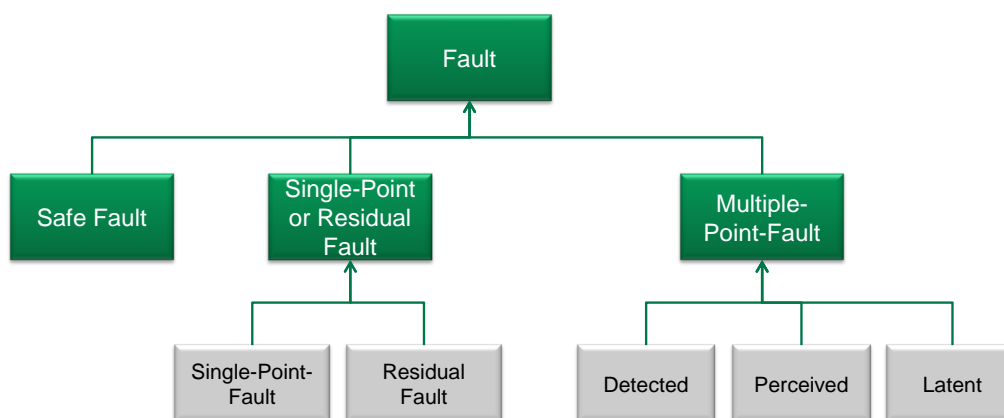 Fault
Safe Fault
Single-Point
or Residual
Fault
Multiple-
Point-Fault
Single-Point-
Fault
Residual
Fault
Detected
Perceived
Latent